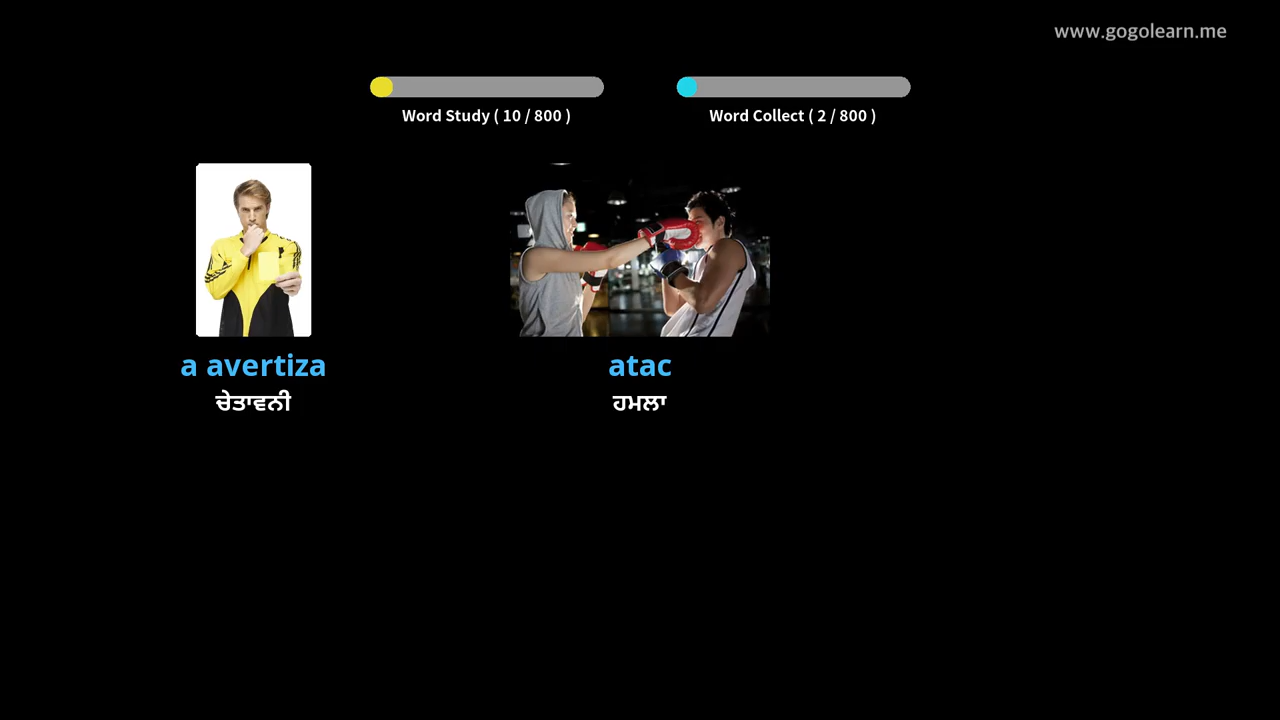 www.gogolearn.me
Word Study ( 10 / 800 )
Word Collect ( 2 / 800 )
a avertiza
ਚੇਤਾਵਨੀ
atac
ਹਮਲਾ